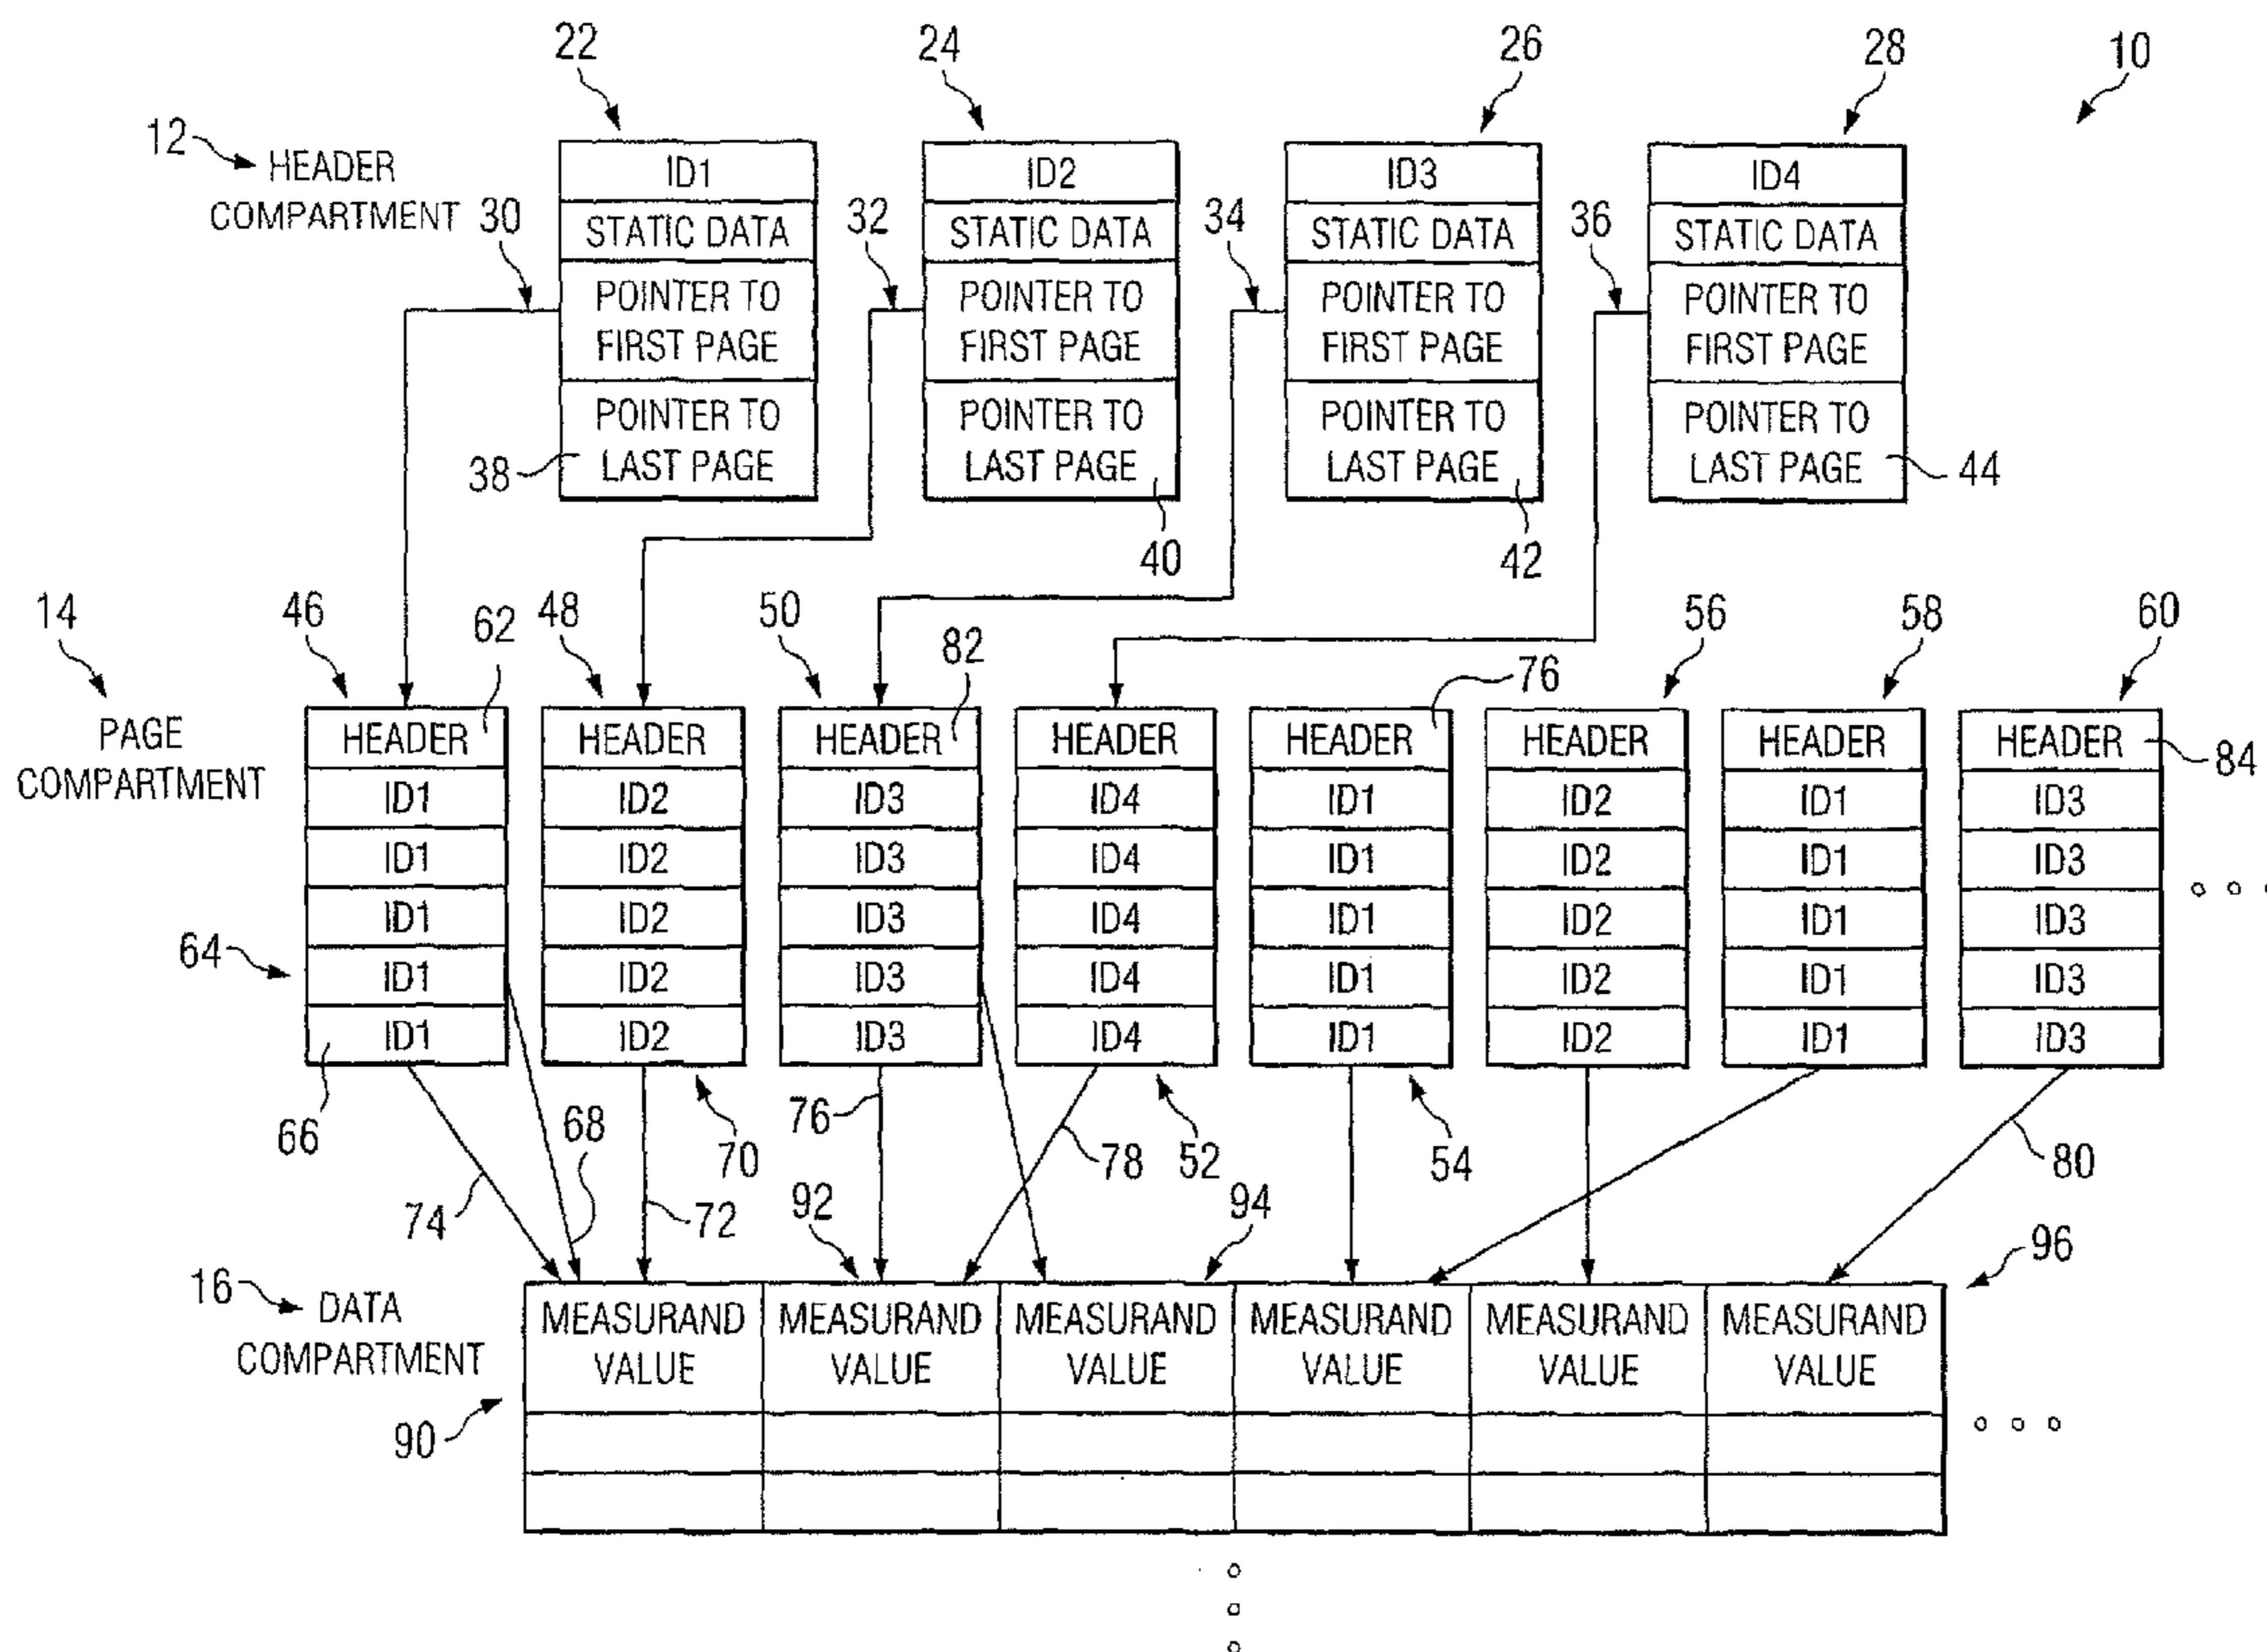 22 24 26 28 10
12 HEADER COMPARTMENT
ID1 ID2 ID3 ID4
30 32 34 36
STATIC DATA STATIC DATA STATIC DATA STATIC DATA
POINTER TO POINTER TO POINTER TO POINTER TO
FIRST PAGE FIRST PAGE FIRST PAGE FIRST PAGE
POINTER TO POINTER TO POINTER TO POINTER TO
38 LAST PAGE LAST PAGE LAST PAGE LAST PAGE 44
40 42
14 46 62 48 50 82 76 56 58 60
PAGE COMPARTMENT
HEADER HEADER HEADER HEADER HEADER HEADER HEADER HEADER 84
ID1 ID2 ID3 ID4 ID1 ID2 ID1 ID3
ID1 ID2 ID3 ID4 ID1 ID2 ID1 ID3
ID1 ID2 ID3 ID4 ID1 ID2 ID1 ID3
64 ID1 ID2 ID3 ID4 ID1 ID2 ID1 ID3
ID1 ID2 ID3 ID4 ID1 ID2 ID1 ID3
66 68 70 76 78 52 54 80
74 72 92 94 96
16 DATA COMPARTMENT
MEASURAND MEASURAND MEASURAND MEASURAND MEASURAND MEASURAND
VALUE VALUE VALUE VALUE VALUE VALUE
90